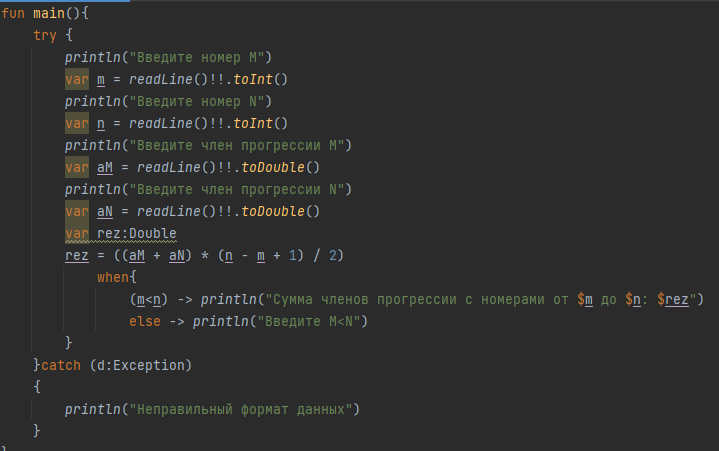 fun main(){
try {
println("Введите номер M")
var m = readLine()!!.toInt()
println("Введите номер N")
var n = readLine()!!.toInt()
println("Введите член прогрессии M")
var aM = readLine()!!.toDouble()
println("Введите член прогрессии N")
var aN = readLine()!!.toDouble()
var rez:Double
rez = ((aM + aN) * (n - m + 1) / 2)
when{
(m<n) -> println("Сумма членов прогрессии с номерами от $m до $n: $rez")
else -> println("Введите M<N")
}
}catch (d:Exception)
{
println("Неправильный формат данных")
}
}